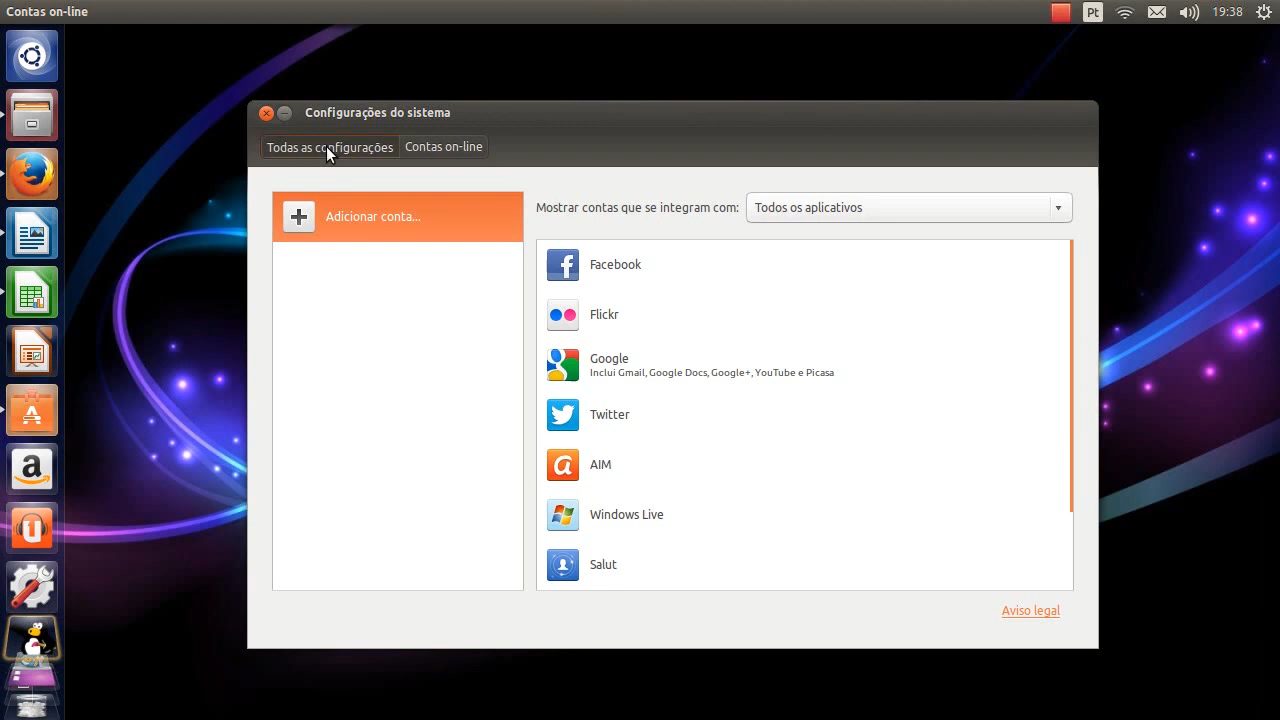 Contas on-line
Pt
19:38
Configurações do sistema
Todas as configurações
Contas on-line
Adicionar conta...
Mostrar contas que se integram com:
Todos os aplicativos
Facebook
Flickr
Google
Inclui Gmail, Google Docs, Google+, YouTube e Picasa
Twitter
AIM
Windows Live
Salut
Aviso legal